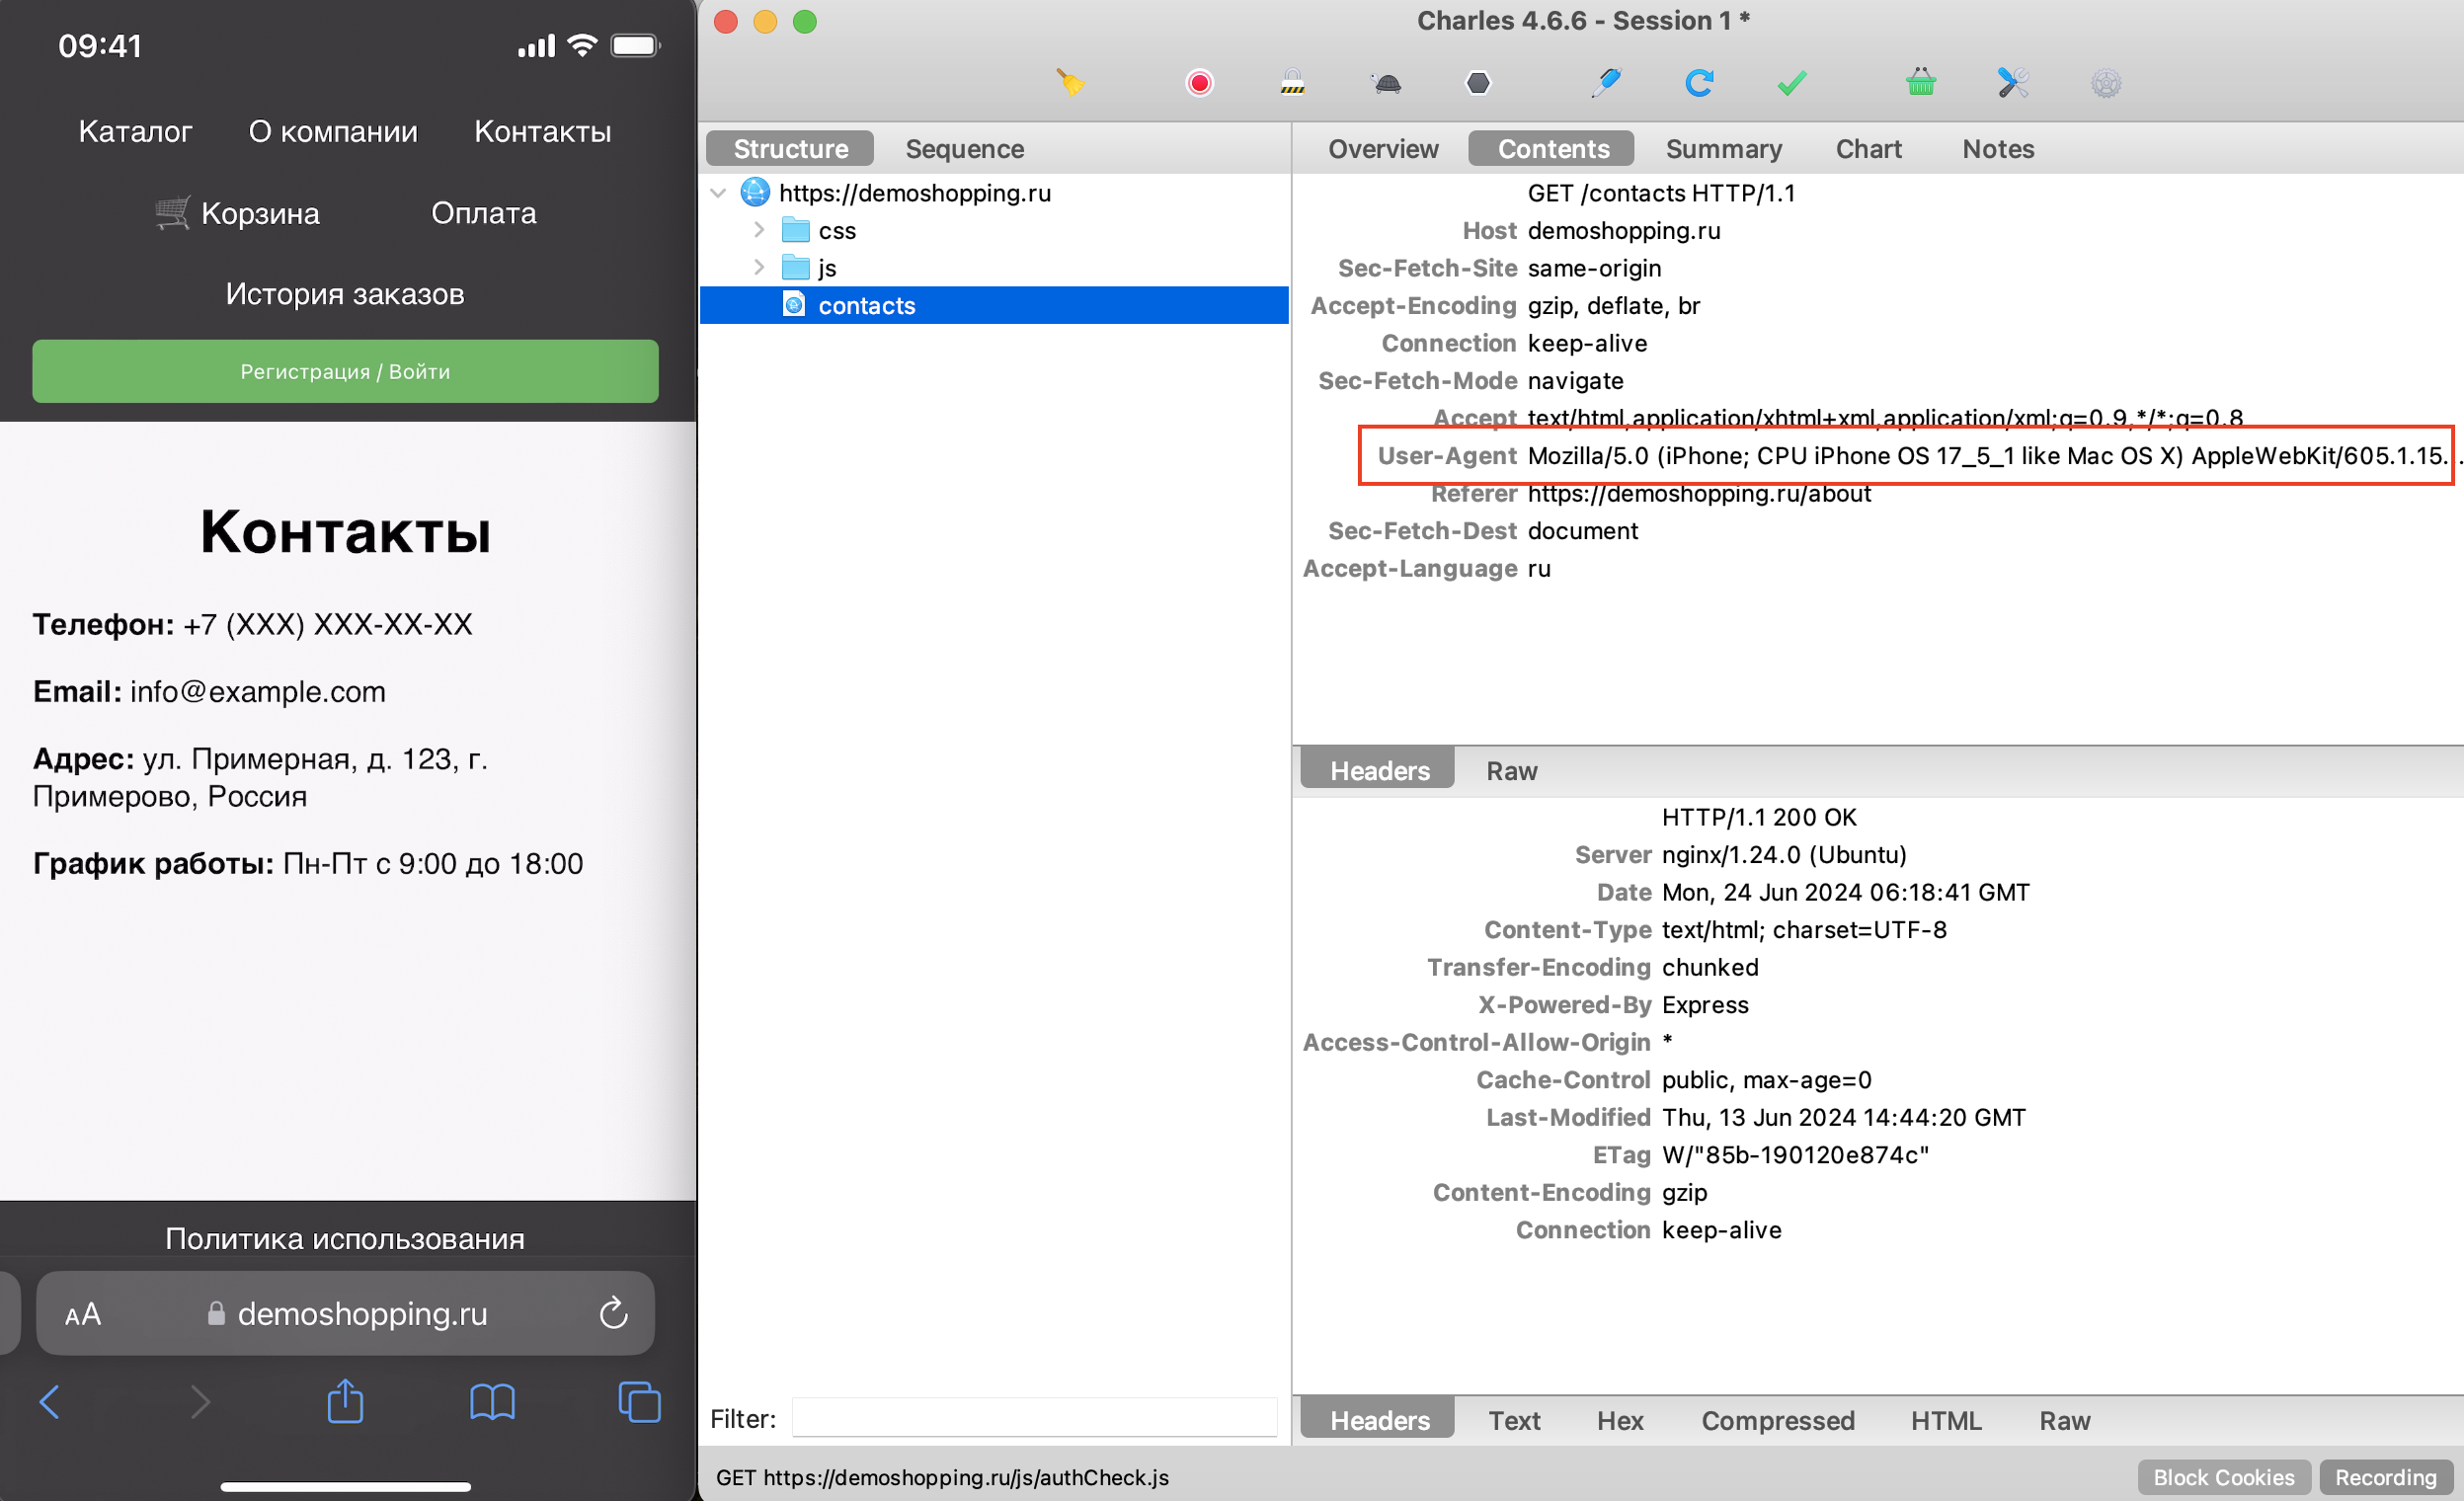 09:41
Каталог О компании Контакты
Корзина Оплата
История заказов
Регистрация / Войти
Контакты
Телефон: +7 (XXX) XXX-XX-XX
Email: info@example.com
Адрес: ул. Примерная, д. 123, г.
Примерово, Россия
График работы: Пн-Пт с 9:00 до 18:00
Политика использования
AA demoshopping.ru
Charles 4.6.6 - Session 1 *
Structure Sequence
https://demoshopping.ru
css
js
contacts
Filter:
Overview Contents Summary Chart Notes
GET /contacts HTTP/1.1
Host demoshopping.ru
Sec-Fetch-Site same-origin
Accept-Encoding gzip, deflate, br
Connection keep-alive
Sec-Fetch-Mode navigate
Accept text/html,application/xhtml+xml,application/xml;q=0.9,*/*;q=0.8
User-Agent Mozilla/5.0 (iPhone; CPU iPhone OS 17_5_1 like Mac OS X) AppleWebKit/605.1.15...
Referer https://demoshopping.ru/about
Sec-Fetch-Dest document
Accept-Language ru
Headers Raw
HTTP/1.1 200 OK
Server nginx/1.24.0 (Ubuntu)
Date Mon, 24 Jun 2024 06:18:41 GMT
Content-Type text/html; charset=UTF-8
Transfer-Encoding chunked
X-Powered-By Express
Access-Control-Allow-Origin *
Cache-Control public, max-age=0
Last-Modified Thu, 13 Jun 2024 14:44:20 GMT
ETag W/"85b-190120e874c"
Content-Encoding gzip
Connection keep-alive
Headers Text Hex Compressed HTML Raw
GET https://demoshopping.ru/js/authCheck.js
Block Cookies Recording